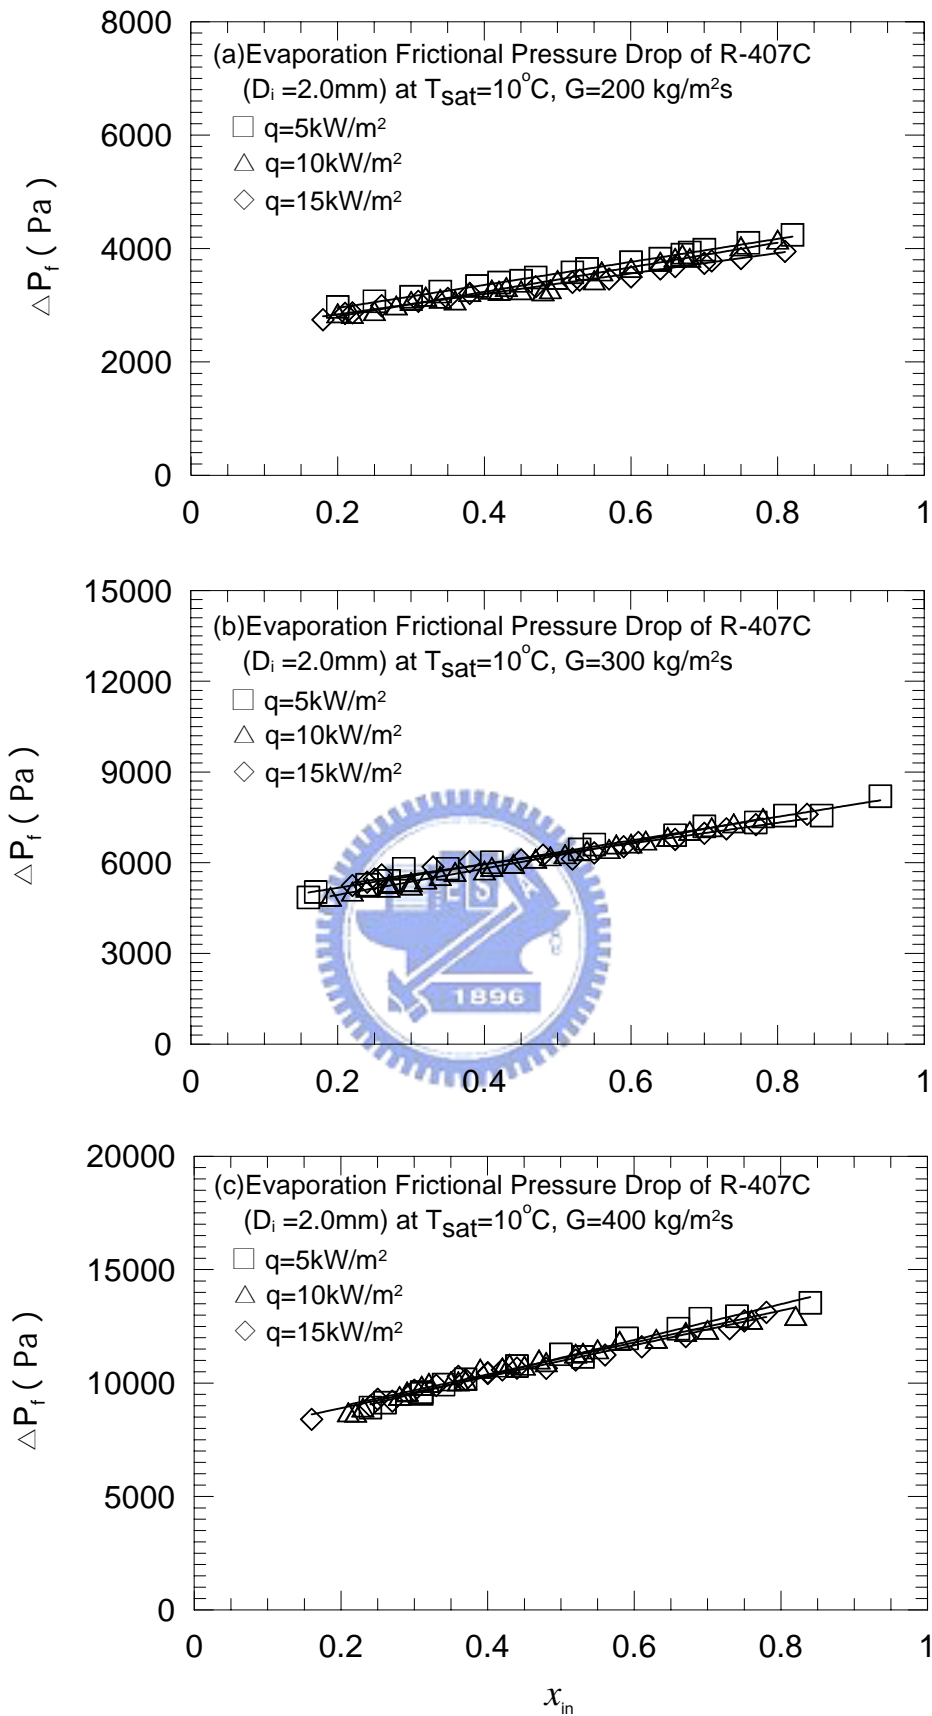 8000
6000
4000
2000
0
△Pf ( Pa )
(a)Evaporation Frictional Pressure Drop of R-407C
(Di =2.0mm) at Tsat=10°C, G=200 kg/m²s
q=5kW/m²
q=10kW/m²
q=15kW/m²
0 0.2 0.4 0.6 0.8 1
15000
12000
9000
6000
3000
0
△Pf ( Pa )
(b)Evaporation Frictional Pressure Drop of R-407C
(Di =2.0mm) at Tsat=10°C, G=300 kg/m²s
q=5kW/m²
q=10kW/m²
q=15kW/m²
E S A
1896
0 0.2 0.4 0.6 0.8 1
20000
15000
10000
5000
0
△Pf ( Pa )
(c)Evaporation Frictional Pressure Drop of R-407C
(Di =2.0mm) at Tsat=10°C, G=400 kg/m²s
q=5kW/m²
q=10kW/m²
q=15kW/m²
0 0.2 0.4 0.6 0.8 1
xin